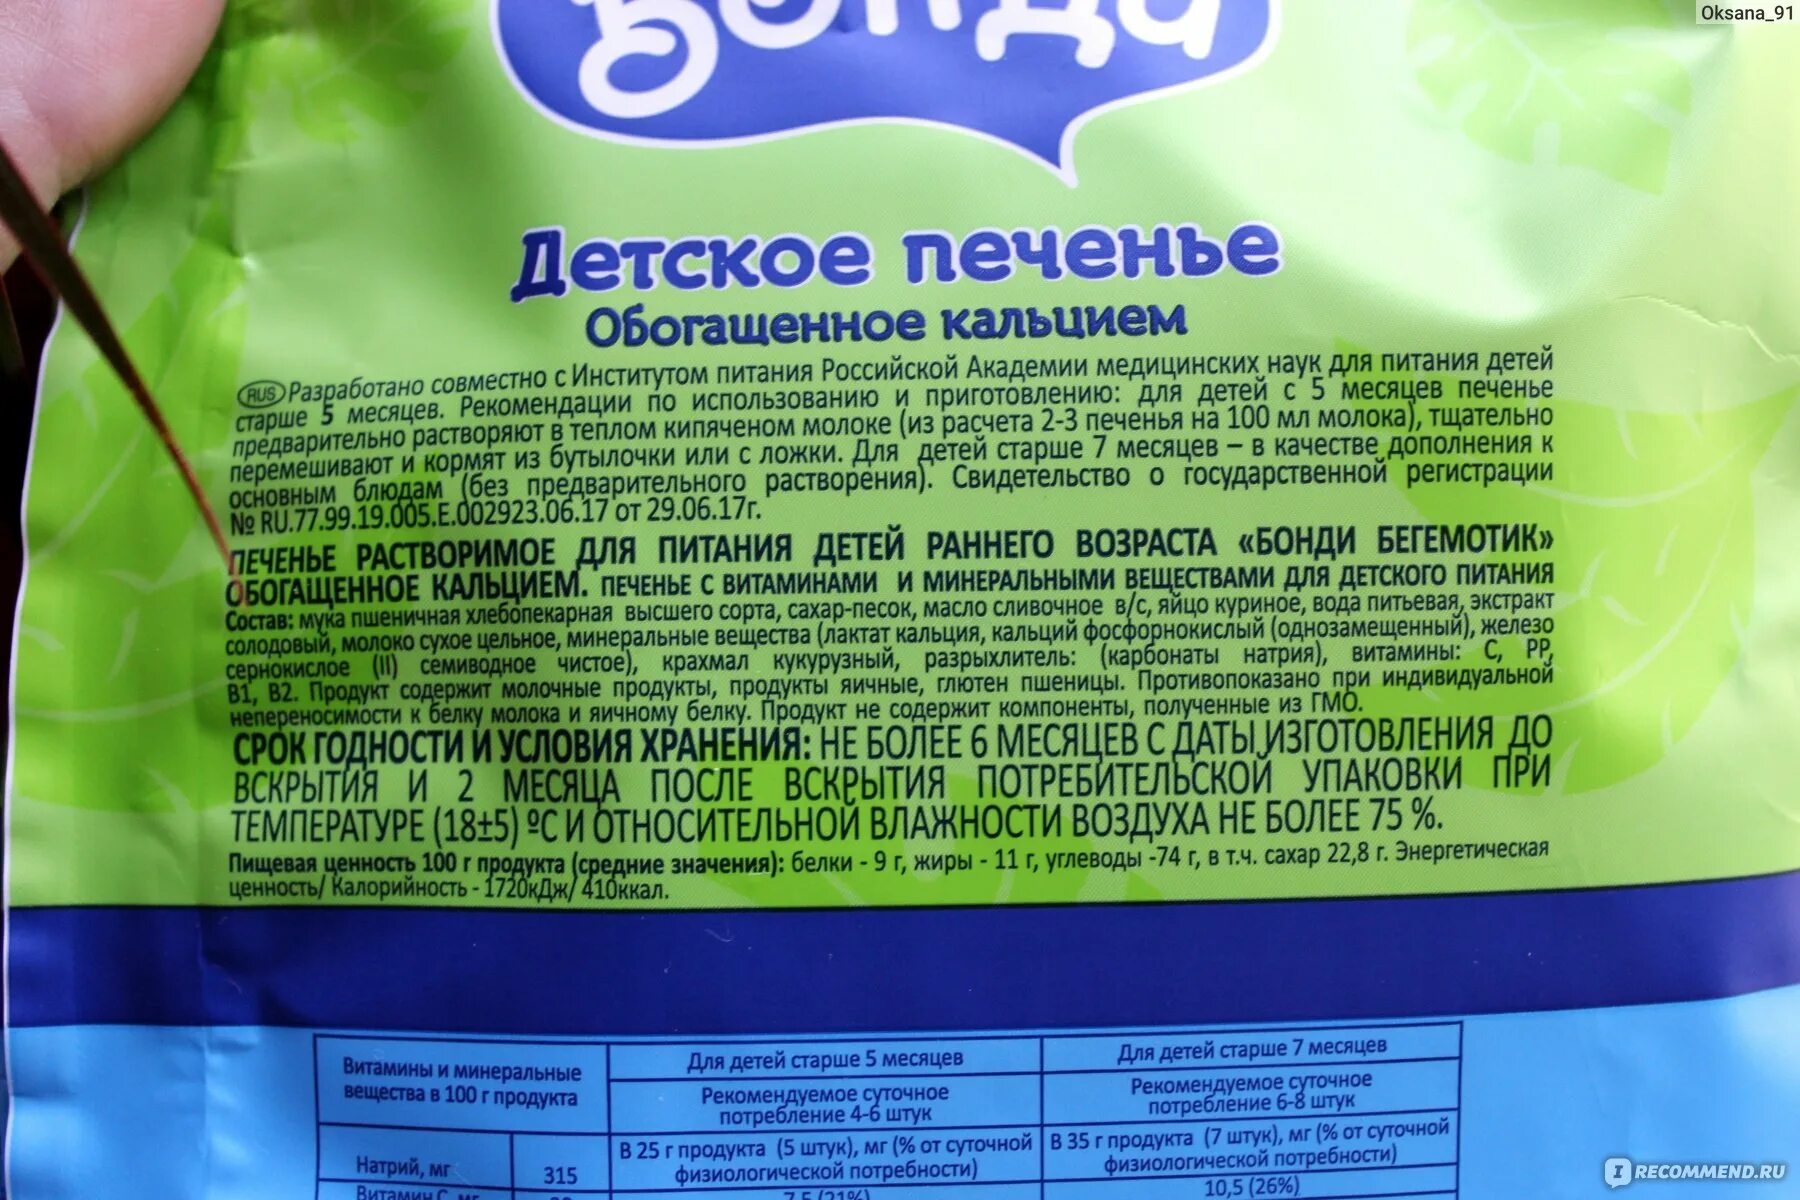 Oksana_91
Бонди
Детское печенье
Обогащенное кальцием
RUS Разработано совместно с Институтом питания Российской Академии медицинских наук для питания детей
старше 5 месяцев. Рекомендации по использованию и приготовлению: для детей с 5 месяцев печенье
предварительно растворяют в теплом кипяченом молоке (из расчета 2-3 печенья на 100 мл молока), тщательно
перемешивают и кормят из бутылочки или с ложки. Для детей старше 7 месяцев – в качестве дополнения к
основным блюдам (без предварительного растворения). Свидетельство о государственной регистрации
№ RU.77.99.19.005.Е.002923.06.17 от 29.06.17г.
ПЕЧЕНЬЕ РАСТВОРИМОЕ ДЛЯ ПИТАНИЯ ДЕТЕЙ РАННЕГО ВОЗРАСТА «БОНДИ БЕГЕМОТИК»
ОБОГАЩЕННОЕ КАЛЬЦИЕМ. ПЕЧЕНЬЕ С ВИТАМИНАМИ И МИНЕРАЛЬНЫМИ ВЕЩЕСТВАМИ ДЛЯ ДЕТСКОГО ПИТАНИЯ
Состав: мука пшеничная хлебопекарная высшего сорта, сахар-песок, масло сливочное в/с, яйцо куриное, вода питьевая, экстракт
солодовый, молоко сухое цельное, минеральные вещества (лактат кальция, кальций фосфорнокислый (однозамещенный), железо
сернокислое (II) семиводное чистое), крахмал кукурузный, разрыхлитель: (карбонаты натрия), витамины: С, РР,
В1, В2. Продукт содержит молочные продукты, продукты яичные, глютен пшеницы. Противопоказано при индивидуальной
непереносимости к белку молока и яичному белку. Продукт не содержит компоненты, полученные из ГМО.
СРОК ГОДНОСТИ И УСЛОВИЯ ХРАНЕНИЯ: НЕ БОЛЕЕ 6 МЕСЯЦЕВ С ДАТЫ ИЗГОТОВЛЕНИЯ ДО
ВСКРЫТИЯ И 2 МЕСЯЦА ПОСЛЕ ВСКРЫТИЯ ПОТРЕБИТЕЛЬСКОЙ УПАКОВКИ ПРИ
ТЕМПЕРАТУРЕ (18±5) ºС И ОТНОСИТЕЛЬНОЙ ВЛАЖНОСТИ ВОЗДУХА НЕ БОЛЕЕ 75 %.
Пищевая ценность 100 г продукта (средние значения): белки - 9 г, жиры - 11 г, углеводы -74 г, в т.ч. сахар 22,8 г. Энергетическая
ценность/ Калорийность - 1720кДж/ 410ккал.
Витамины и минеральные
вещества в 100 г продукта
Для детей старше 5 месяцев
Для детей старше 7 месяцев
Рекомендуемое суточное
потребление 4-6 штук
Рекомендуемое суточное
потребление 6-8 штук
Натрий, мг 315
В 25 г продукта (5 штук), мг (% от суточной
физиологической потребности)
В 35 г продукта (7 штук), мг (% от суточной
физиологической потребности)
Витамин С, мг
7,5 (21%)
10,5 (26%)
IRECOMMEND.RU